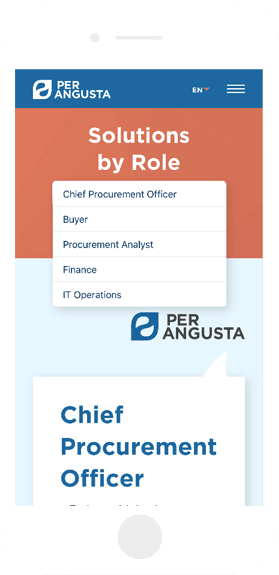 PER
ANGUSTA
EN
Solutions
by Role
Chief Procurement Officer
Buyer
Procurement Analyst
Finance
IT Operations
PER
ANGUSTA
Chief
Procurement
Officer